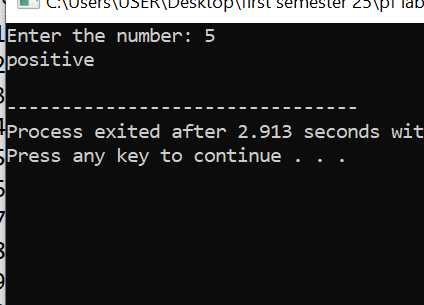 C:\Users\USER\Desktop\first semester 25\pf lab
Enter the number: 5
positive
--------------------------------
Process exited after 2.913 seconds wit
Press any key to continue . . .